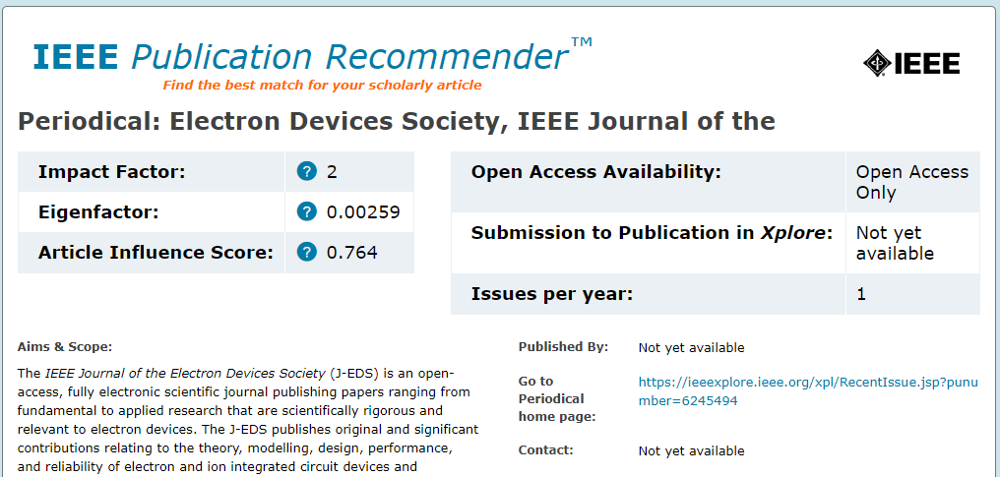 IEEE Publication Recommender™
Find the best match for your scholarly article
IEEE
Periodical: Electron Devices Society, IEEE Journal of the
Impact Factor: ? 2
Eigenfactor: ? 0.00259
Article Influence Score: ? 0.764
Open Access Availability: Open Access
Only
Submission to Publication in Xplore: Not yet
available
Issues per year: 1
Aims & Scope:
The IEEE Journal of the Electron Devices Society (J-EDS) is an open-
access, fully electronic scientific journal publishing papers ranging from
fundamental to applied research that are scientifically rigorous and
relevant to electron devices. The J-EDS publishes original and significant
contributions relating to the theory, modelling, design, performance,
and reliability of electron and ion integrated circuit devices and
Published By: Not yet available
Go to https://ieeexplore.ieee.org/xpl/RecentIssue.jsp?punu
Periodical mber=6245494
home page:
Contact: Not yet available